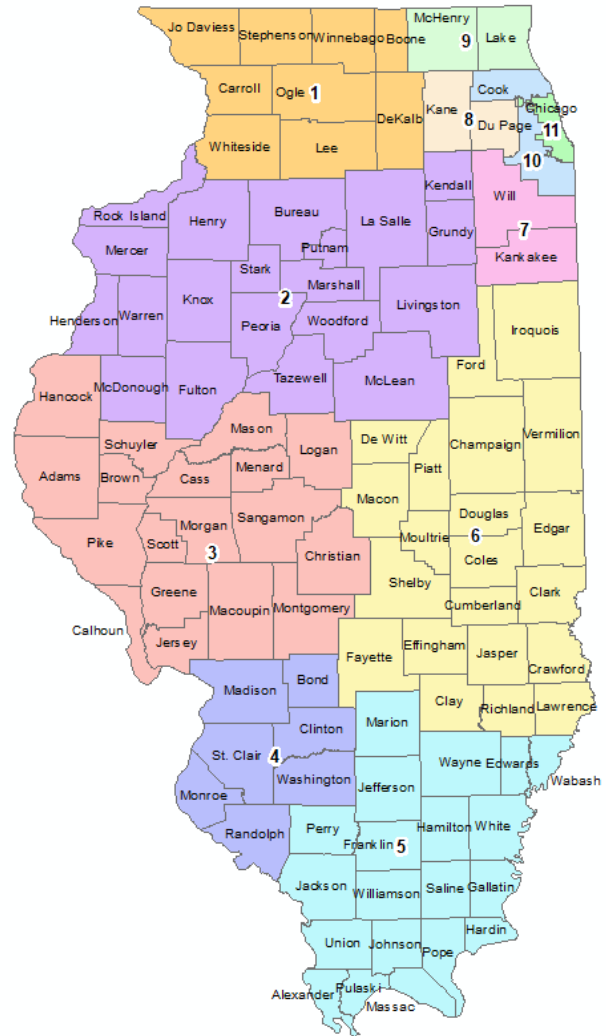 McHenry
Jo Daviess Stephenson Winnebago Boone 9 Lake
Carroll Cook
Ogle 1 Kane Chicago
DeKalb 8 Du Page 11
Whiteside Lee 10
Kendall Will
Rock Island Henry Bureau La Salle
Mercer Putnam Grundy 7
Stark Kankakee
Marshall
Knox 2 Livingston
Henderson Warren Peoria Woodford Iroquois
Ford
Tazewell McLean
Hancock McDonough Fulton
Mason
Schuyler Logan De Witt Champaign Vermilion
Adams Brown Cass Menard Piatt
Macon
Morgan Sangamon Douglas
Pike Scott 3 Moultrie 6 Edgar
Christian Coles
Shelby
Greene Clark
Macoupin Montgomery Cumberland
Calhoun
Jersey Effingham
Fayette Jasper Crawford
Madison Bond
Clay Richland Lawrence
Clinton Marion
St. Clair 4 Wayne Edwards
Washington Jefferson Wabash
Monroe
Randolph Perry Hamilton White
Franklin 5
Jackson Williamson Saline Gallatin
Hardin
Union Johnson Pope
Pulaski
Alexander Massac